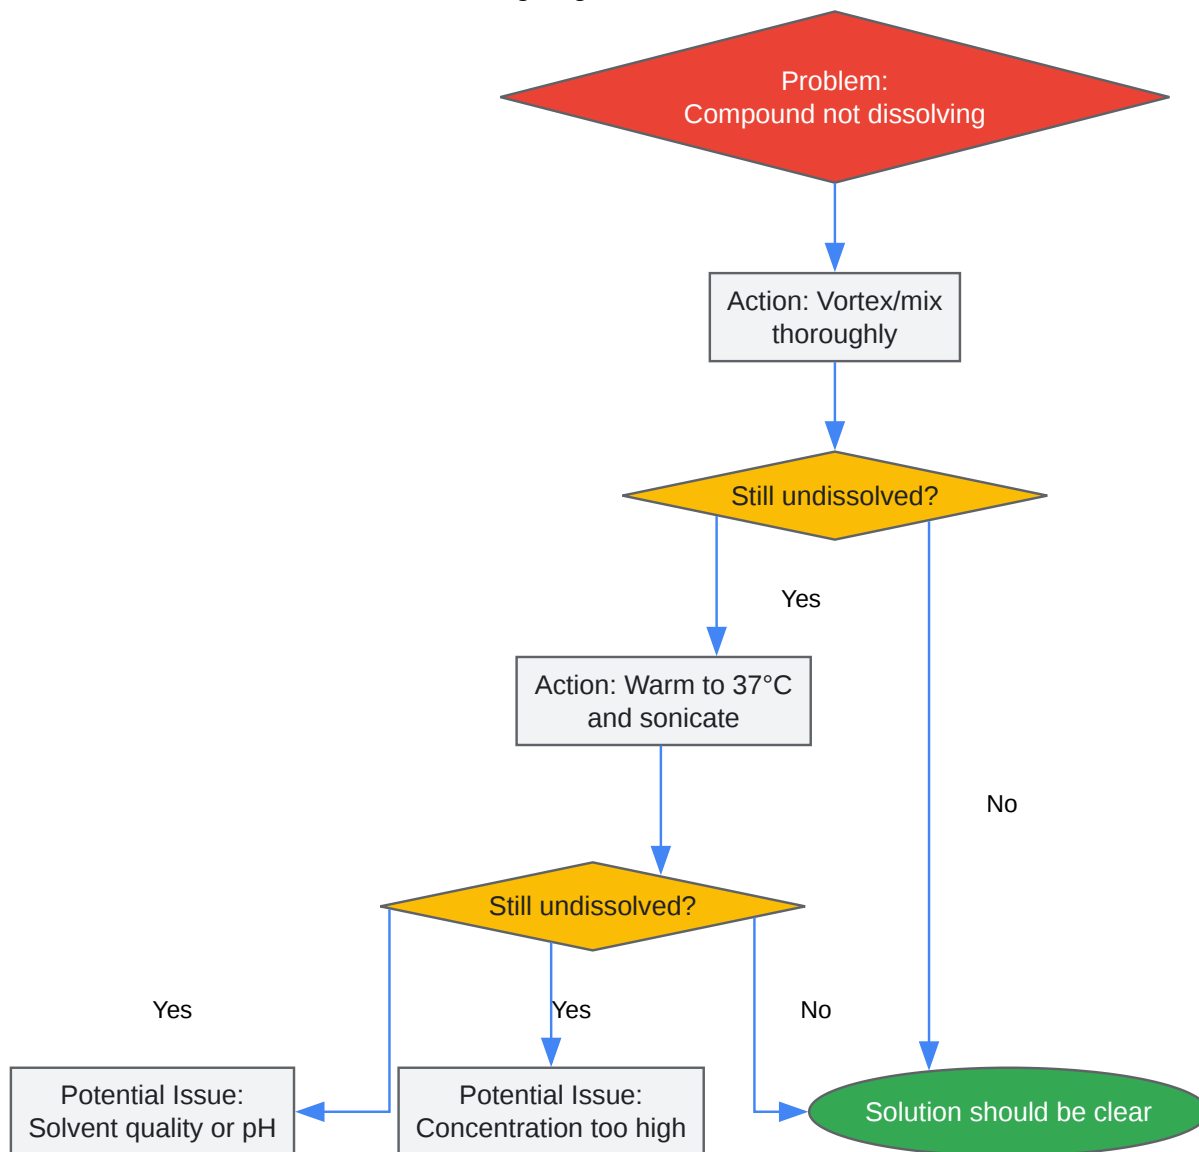 Problem:
Compound not dissolving
Action: Vortex/mix
thoroughly
Still undissolved?
Yes
Action: Warm to 37°C
and sonicate
No
Still undissolved?
Yes
Yes
No
Potential Issue:
Solvent quality or pH
Potential Issue:
Concentration too high
Solution should be clear